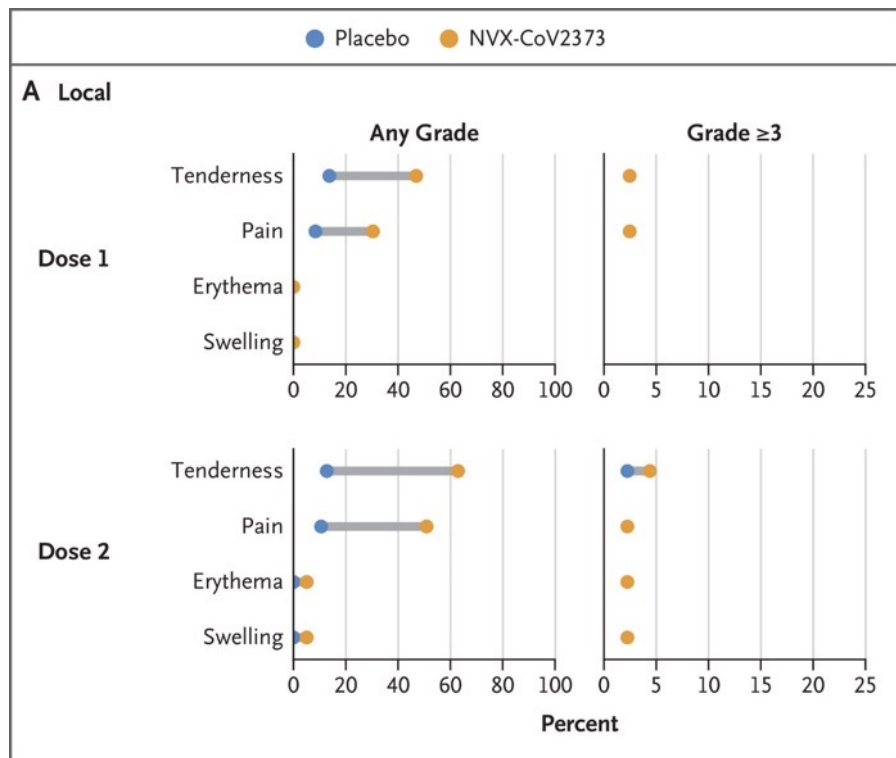 Placebo NVX-CoV2373
A Local
Any Grade Grade ≥3
Dose 1
Tenderness
Pain
Erythema
Swelling
0 20 40 60 80 100 0 5 10 15 20 25
Dose 2
Tenderness
Pain
Erythema
Swelling
0 20 40 60 80 100 0 5 10 15 20 25
Percent